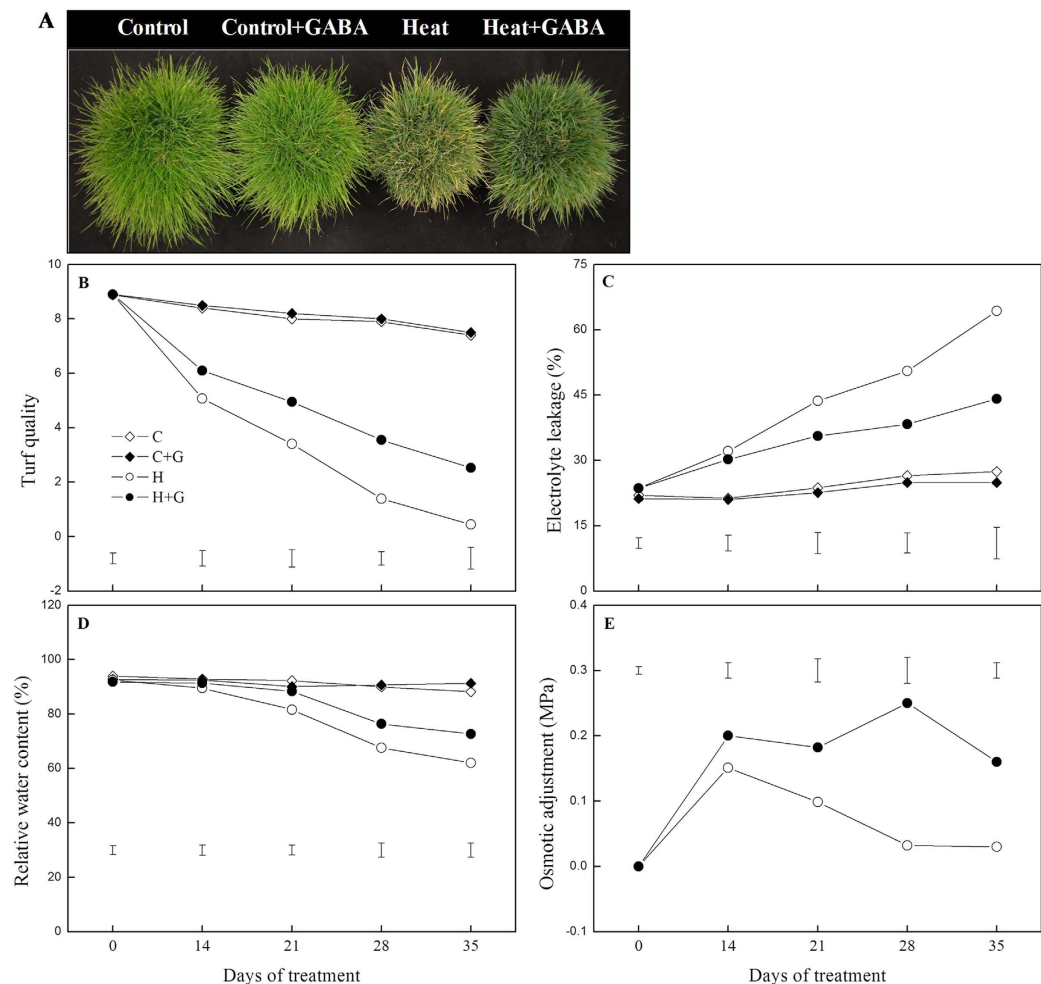 A
Control Control+GABA Heat Heat+GABA
B
10
8
6
4
2
0
-2
Turf quality
C
C+G
H
H+G
C
75
60
45
30
15
0
Electrolyte leakage (%)
D
120
100
80
60
40
20
0
Relative water content (%)
0 14 21 28 35
Days of treatment
E
0.4
0.3
0.2
0.1
0.0
-0.1
Osmotic adjustment (MPa)
0 14 21 28 35
Days of treatment